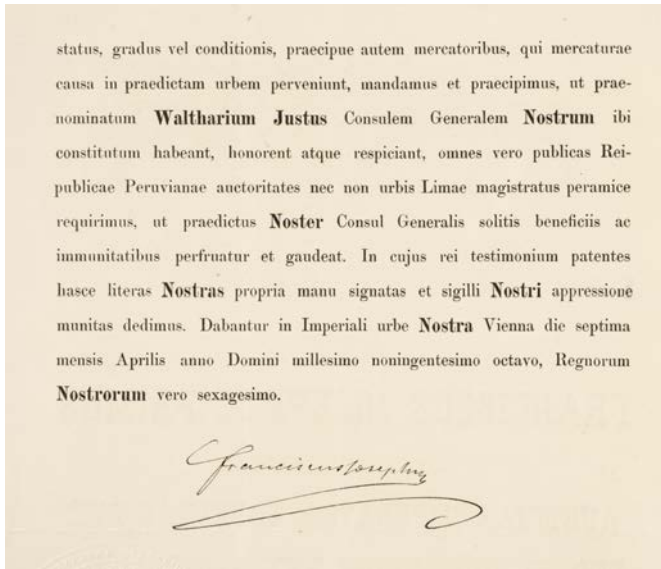 status, gradus vel conditionis, praecipue autem mercatoribus, qui mercaturae
causa in praedictam urbem perveniunt, mandamus et praecipimus, ut prae-
nominatum Waltharium Justus Consulem Generalem Nostrum ibi
constitutum habeant, honorent atque respiciant, omnes vero publicas Rei-
publicae Peruvianae auctoritates nec non urbis Limae magistratus peramice
requirimus, ut praedictus Noster Consul Generalis solitis beneficiis ac
immunitatibus perfruatur et gaudeat. In cujus rei testimonium patentes
hasce literas Nostras propria manu signatas et sigilli Nostri appressione
munitas dedimus. Dabantur in Imperiali urbe Nostra Vienna die septima
mensis Aprilis anno Domini millesimo noningentesimo octavo, Regnorum
Nostrorum vero sexagesimo.
Franciscus Josephus